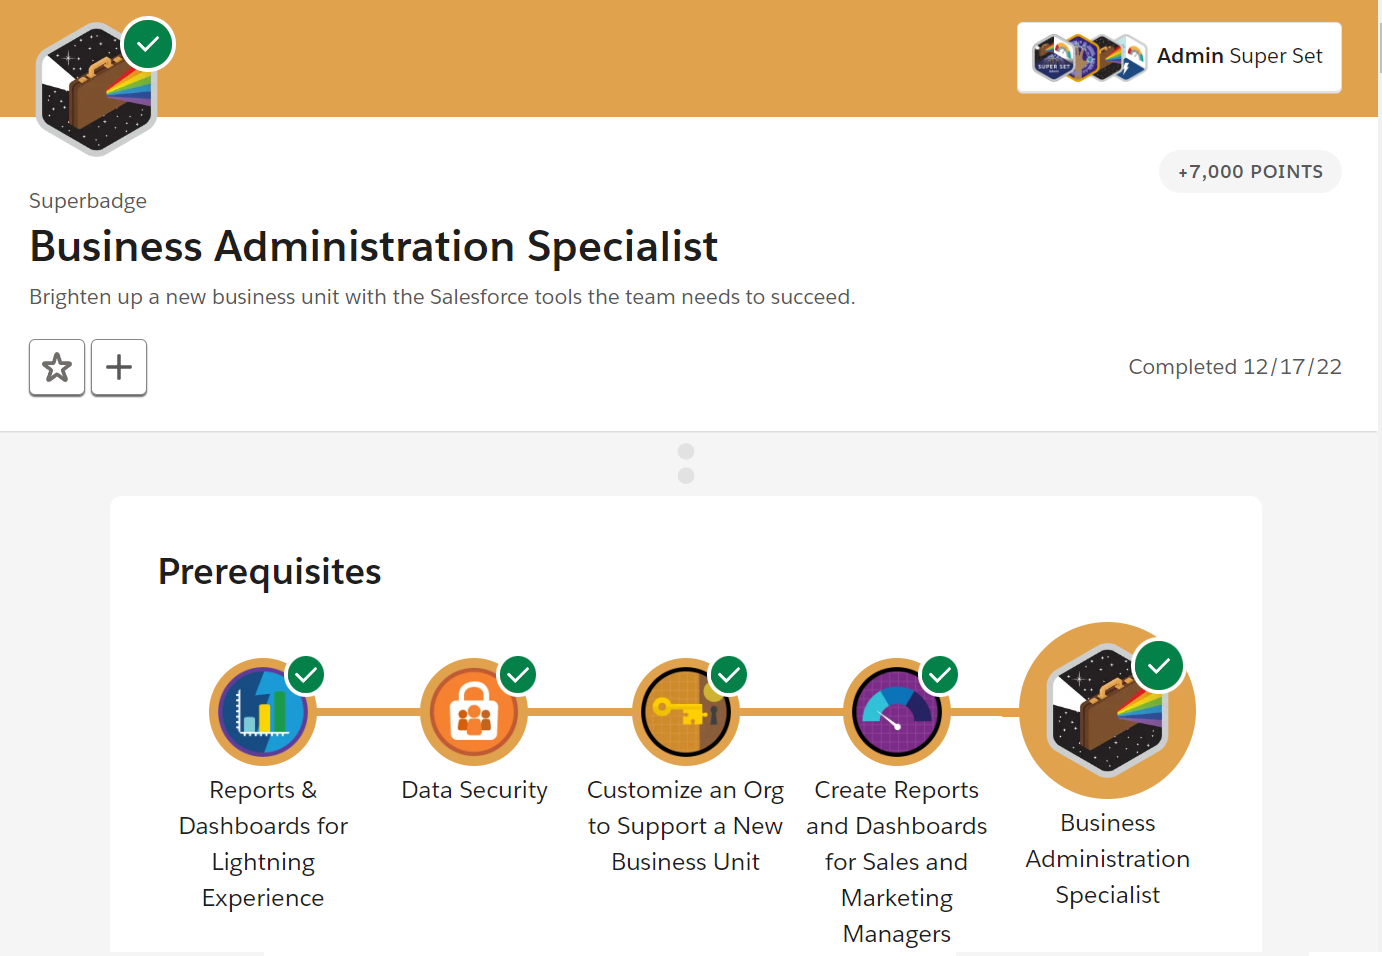 SUPER SET
Admin Super Set
+7,000 POINTS
Superbadge
Business Administration Specialist
Brighten up a new business unit with the Salesforce tools the team needs to succeed.
Completed 12/17/22
Prerequisites
Reports &
Dashboards for
Lightning
Experience
Data Security
Customize an Org
to Support a New
Business Unit
Create Reports
and Dashboards
for Sales and
Marketing
Managers
Business
Administration
Specialist